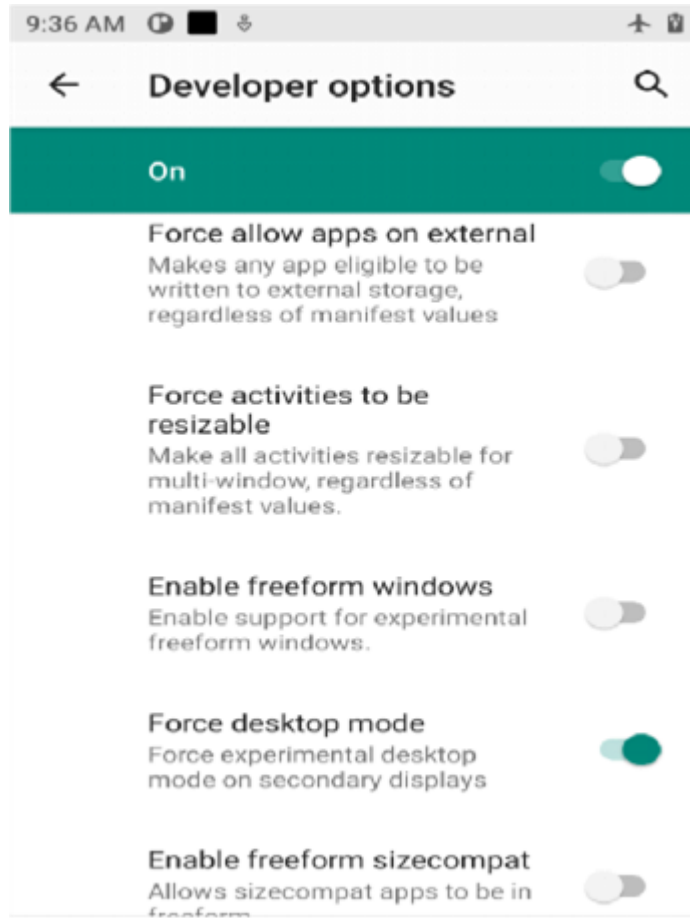 9:36 AM
Developer options
On
Force allow apps on external
Makes any app eligible to be
written to external storage,
regardless of manifest values
Force activities to be
resizable
Make all activities resizable for
multi-window, regardless of
manifest values.
Enable freeform windows
Enable support for experimental
freeform windows.
Force desktop mode
Force experimental desktop
mode on secondary displays
Enable freeform sizecompat
Allows sizecompat apps to be in
freeform